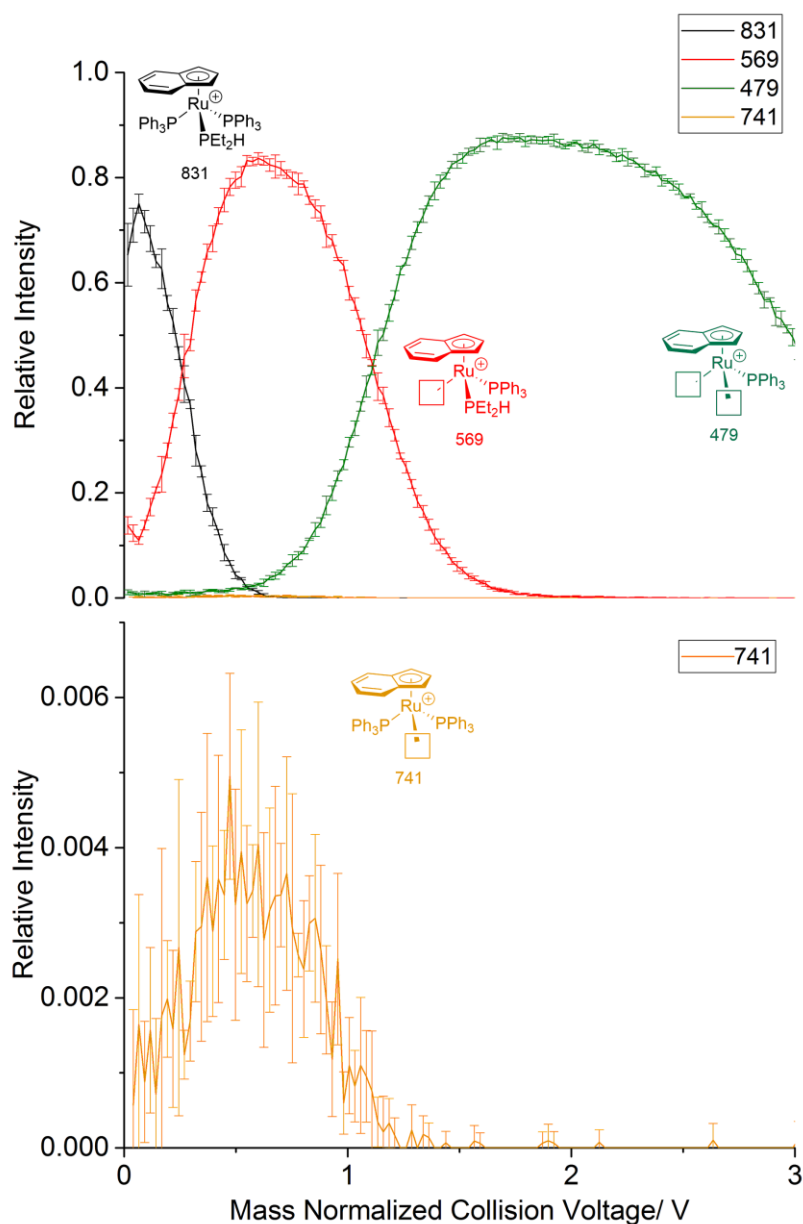 831
569
479
741
1.0
0.8
0.6
0.4
0.2
0.0
Relative Intensity
Ru
⊕
Ph₃P
PPh₃
PEt₂H
831
Ru
⊕
PPh₃
PEt₂H
569
Ru
⊕
PPh₃
479
741
0.006
0.004
0.002
0.000
Relative Intensity
Ru
⊕
Ph₃P
PPh₃
741
0
1
2
3
Mass Normalized Collision Voltage/ V